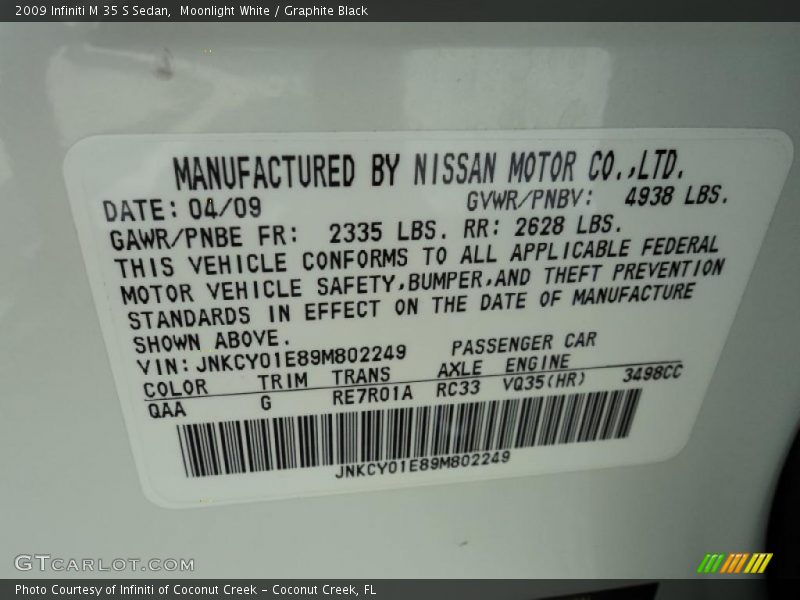 2009 Infiniti M 35 S Sedan,  Moonlight White / Graphite Black
MANUFACTURED BY NISSAN MOTOR CO.,LTD.
DATE: 04/09 GVWR/PNBV: 4938 LBS.
GAWR/PNBE FR: 2335 LBS. RR: 2628 LBS.
THIS VEHICLE CONFORMS TO ALL APPLICABLE FEDERAL
MOTOR VEHICLE SAFETY,BUMPER,AND THEFT PREVENTION
STANDARDS IN EFFECT ON THE DATE OF MANUFACTURE
SHOWN ABOVE.
VIN: JNKCY01E89M802249 PASSENGER CAR
COLOR TRIM TRANS AXLE ENGINE
QAA G RE7R01A RC33 VQ35(HR) 3498CC
JNKCY01E89M802249
GTCARLOT.COM
Photo Courtesy of Infiniti of Coconut Creek – Coconut Creek, FL